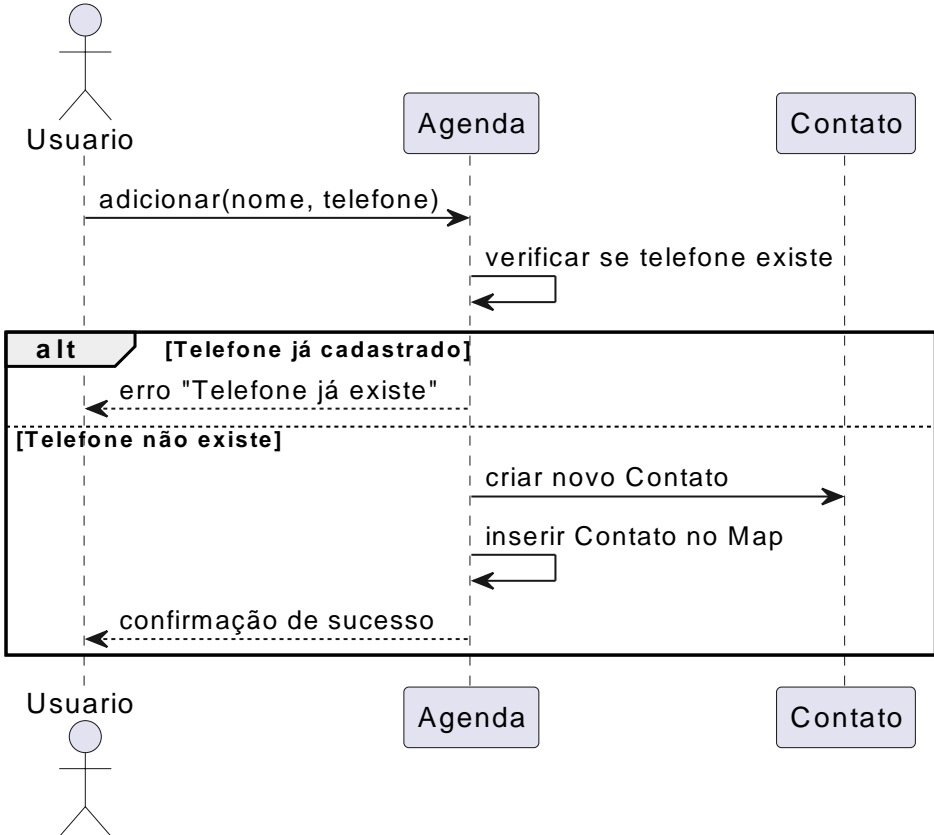 Usuario
Agenda
Contato
adicionar(nome, telefone)
verificar se telefone existe
alt
[Telefone já cadastrado]
erro "Telefone já existe"
[Telefone não existe]
criar novo Contato
inserir Contato no Map
confirmação de sucesso
Usuario
Agenda
Contato